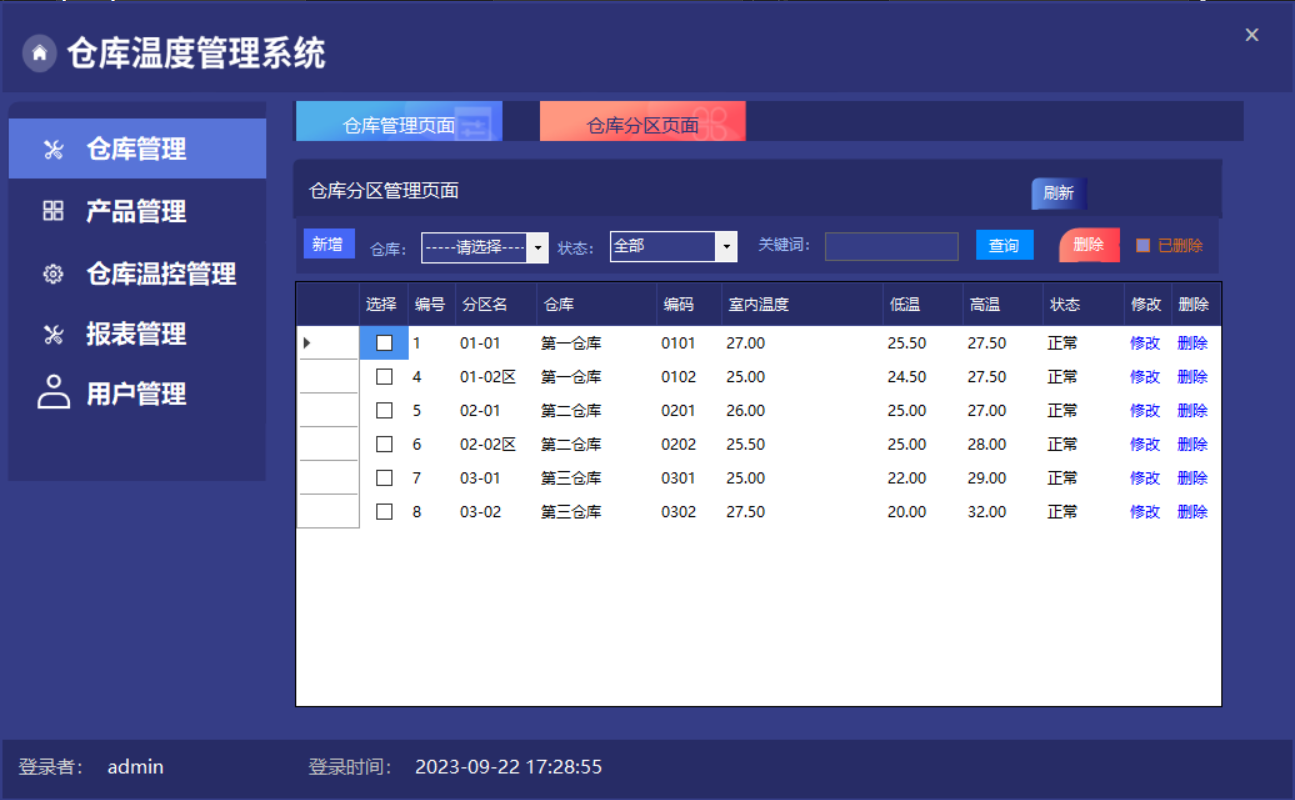 仓库温度管理系统
×
仓库管理
产品管理
仓库温控管理
报表管理
用户管理
仓库管理页面 仓库分区页面
仓库分区管理页面 刷新
新增 仓库: -----请选择---- 状态: 全部 关键词: 查询 删除 已删除
选择 编号 分区名 仓库 编码 室内温度 低温 高温 状态 修改 删除
1 01-01 第一仓库 0101 27.00 25.50 27.50 正常 修改 删除
4 01-02区 第一仓库 0102 25.00 24.50 27.50 正常 修改 删除
5 02-01 第二仓库 0201 26.00 25.00 27.00 正常 修改 删除
6 02-02区 第二仓库 0202 25.50 25.00 28.00 正常 修改 删除
7 03-01 第三仓库 0301 25.00 22.00 29.00 正常 修改 删除
8 03-02 第三仓库 0302 27.50 20.00 32.00 正常 修改 删除
登录者: admin 登录时间: 2023-09-22 17:28:55